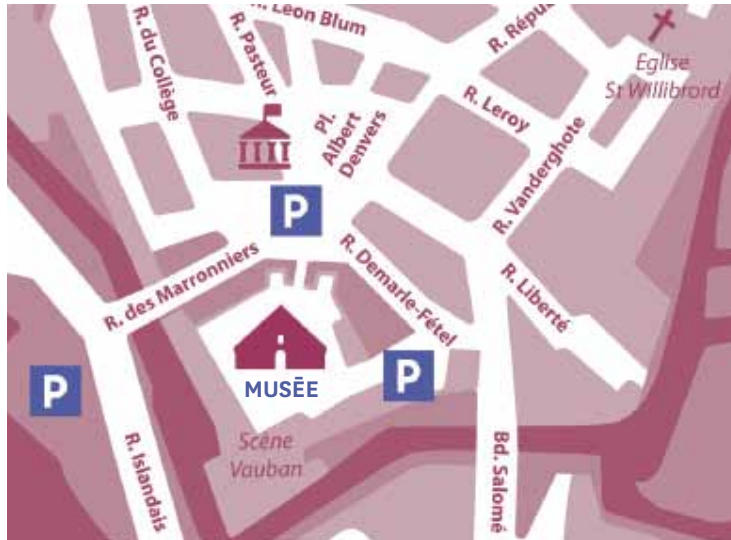 R. Léon Blum
R. Répu
R. du Collège
R. Pasteur
Eglise
St Willibrord
R. Leroy
Pl.
Albert
Denvers
R. Vanderghote
P
R. des Marronniers
R. Demarle-Fétel
R. Liberté
P
P
MUSĒE
R. Islandais
Scène
Vauban
Bd. Salomé